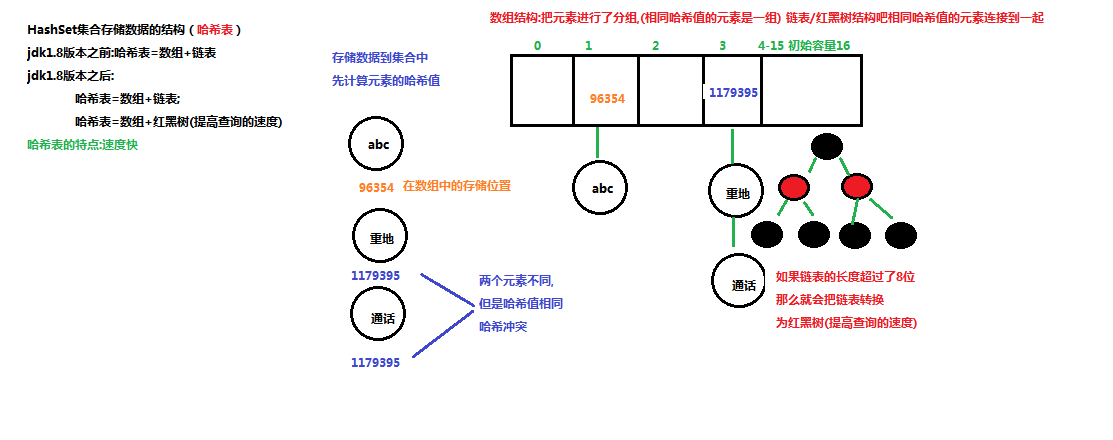 HashSet集合存储数据的结构（哈希表）
jdk1.8版本之前:哈希表=数组+链表
jdk1.8版本之后:
哈希表=数组+链表;
哈希表=数组+红黑树(提高查询的速度)
哈希表的特点:速度快
存储数据到集合中
先计算元素的哈希值
abc
96354 在数组中的存储位置
重地
1179395
通话
1179395
两个元素不同,
但是哈希值相同
哈希冲突
数组结构:把元素进行了分组,(相同哈希值的元素是一组) 链表/红黑树结构吧相同哈希值的元素连接到一起
0 1 2 3 4-15 初始容量16
96354 1179395
abc
重地
通话
如果链表的长度超过了8位
那么就会把链表转换
为红黑树(提高查询的速度)